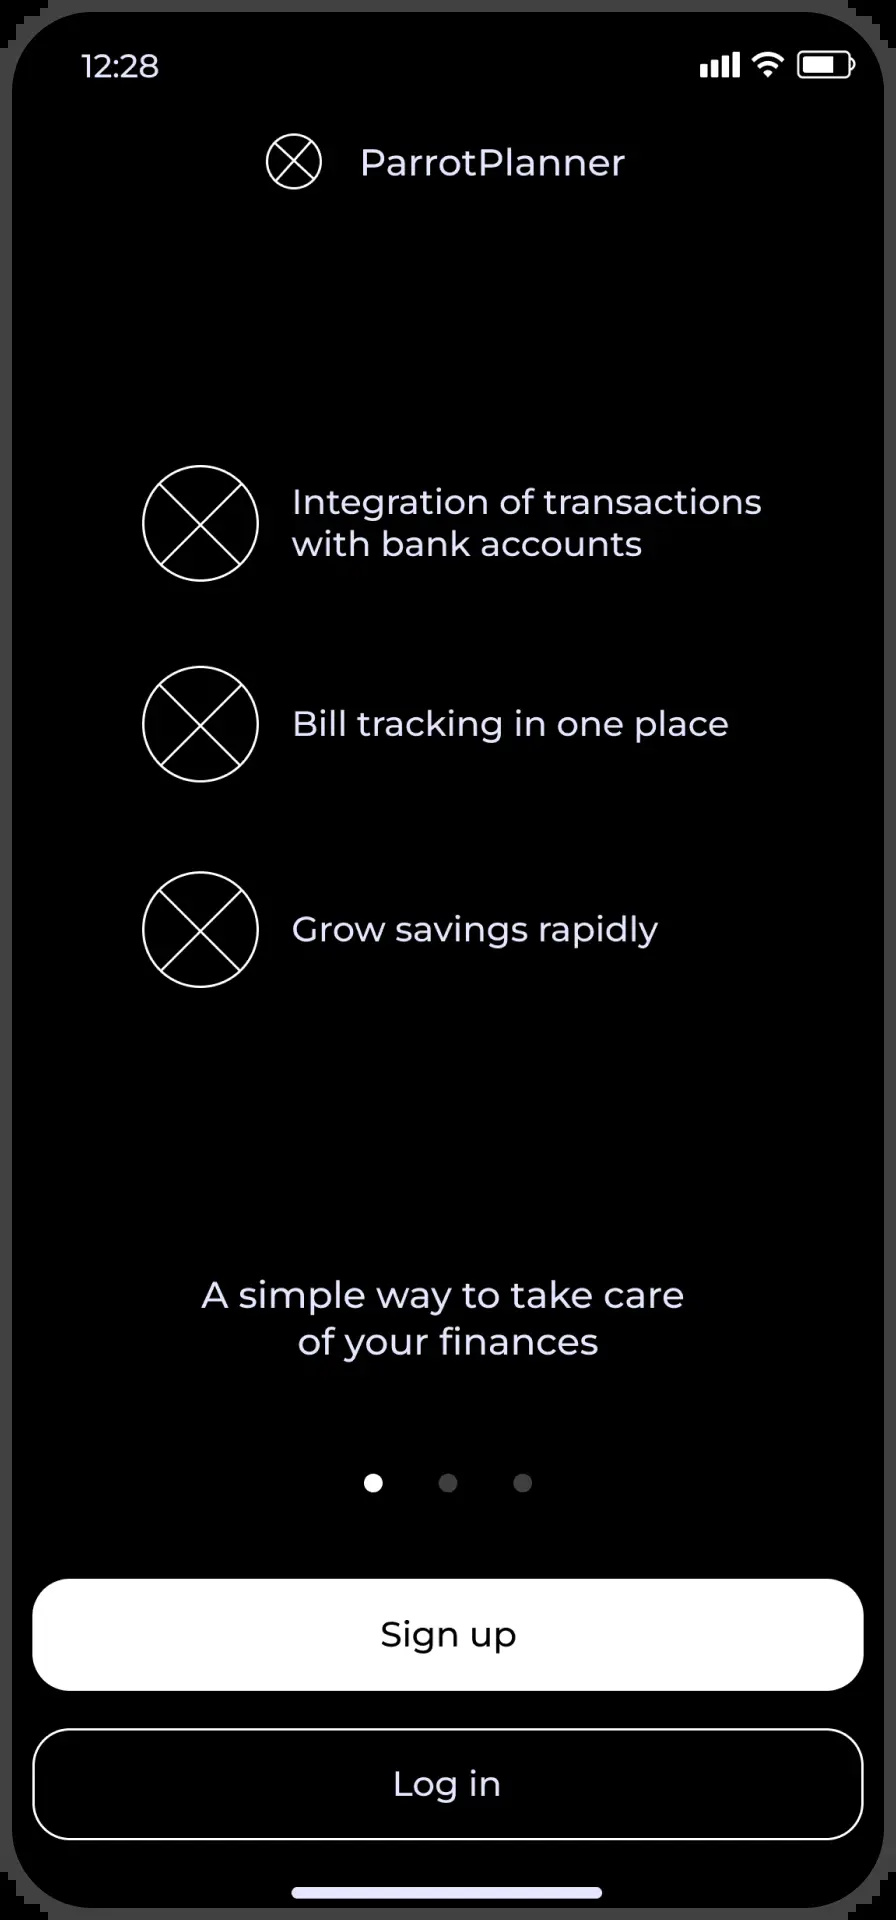 12:28
ParrotPlanner
Integration of transactions
with bank accounts
Bill tracking in one place
Grow savings rapidly
A simple way to take care
of your finances
Sign up
Log in